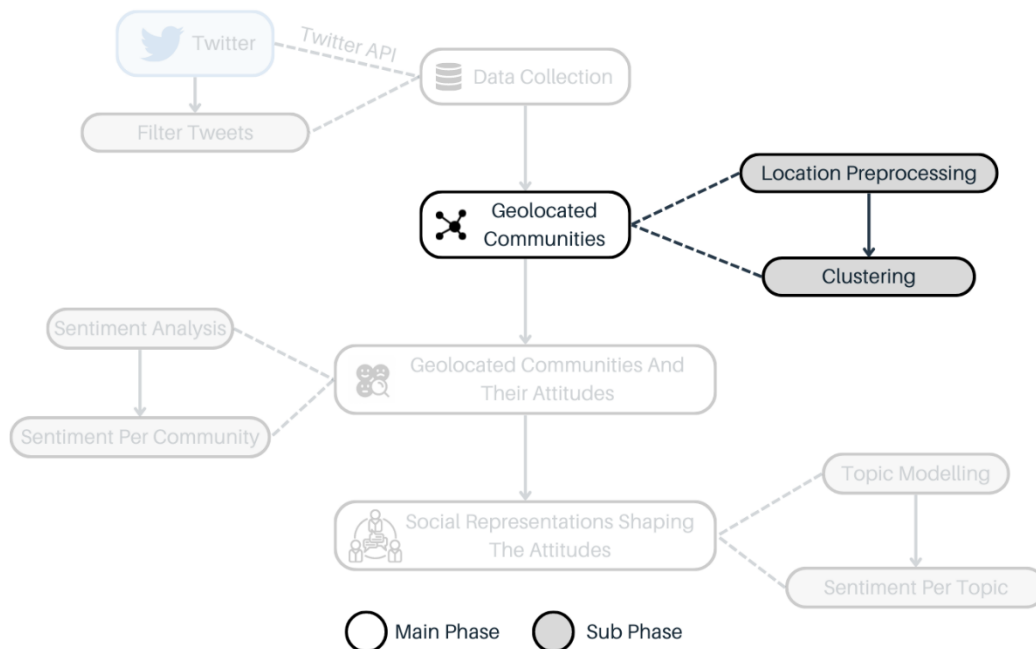 Twitter
Twitter API
Data Collection
Filter Tweets
Location Preprocessing
Geolocated
Communities
Clustering
Sentiment Analysis
Geolocated Communities And
Their Attitudes
Sentiment Per Community
Topic Modelling
Social Representations Shaping
The Attitudes
Sentiment Per Topic
Main Phase
Sub Phase